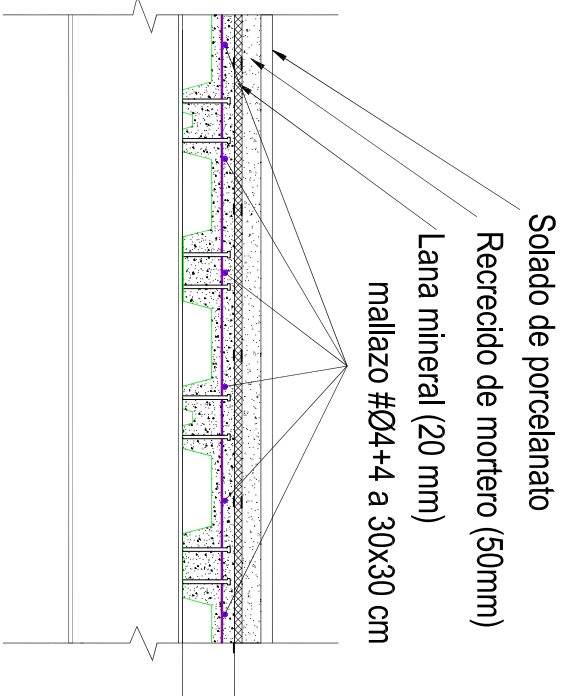 Solado de porcelanato
Recrecido de mortero (50mm)
Lana mineral (20 mm)
mallazo #Ø4+4 a 30x30 cm